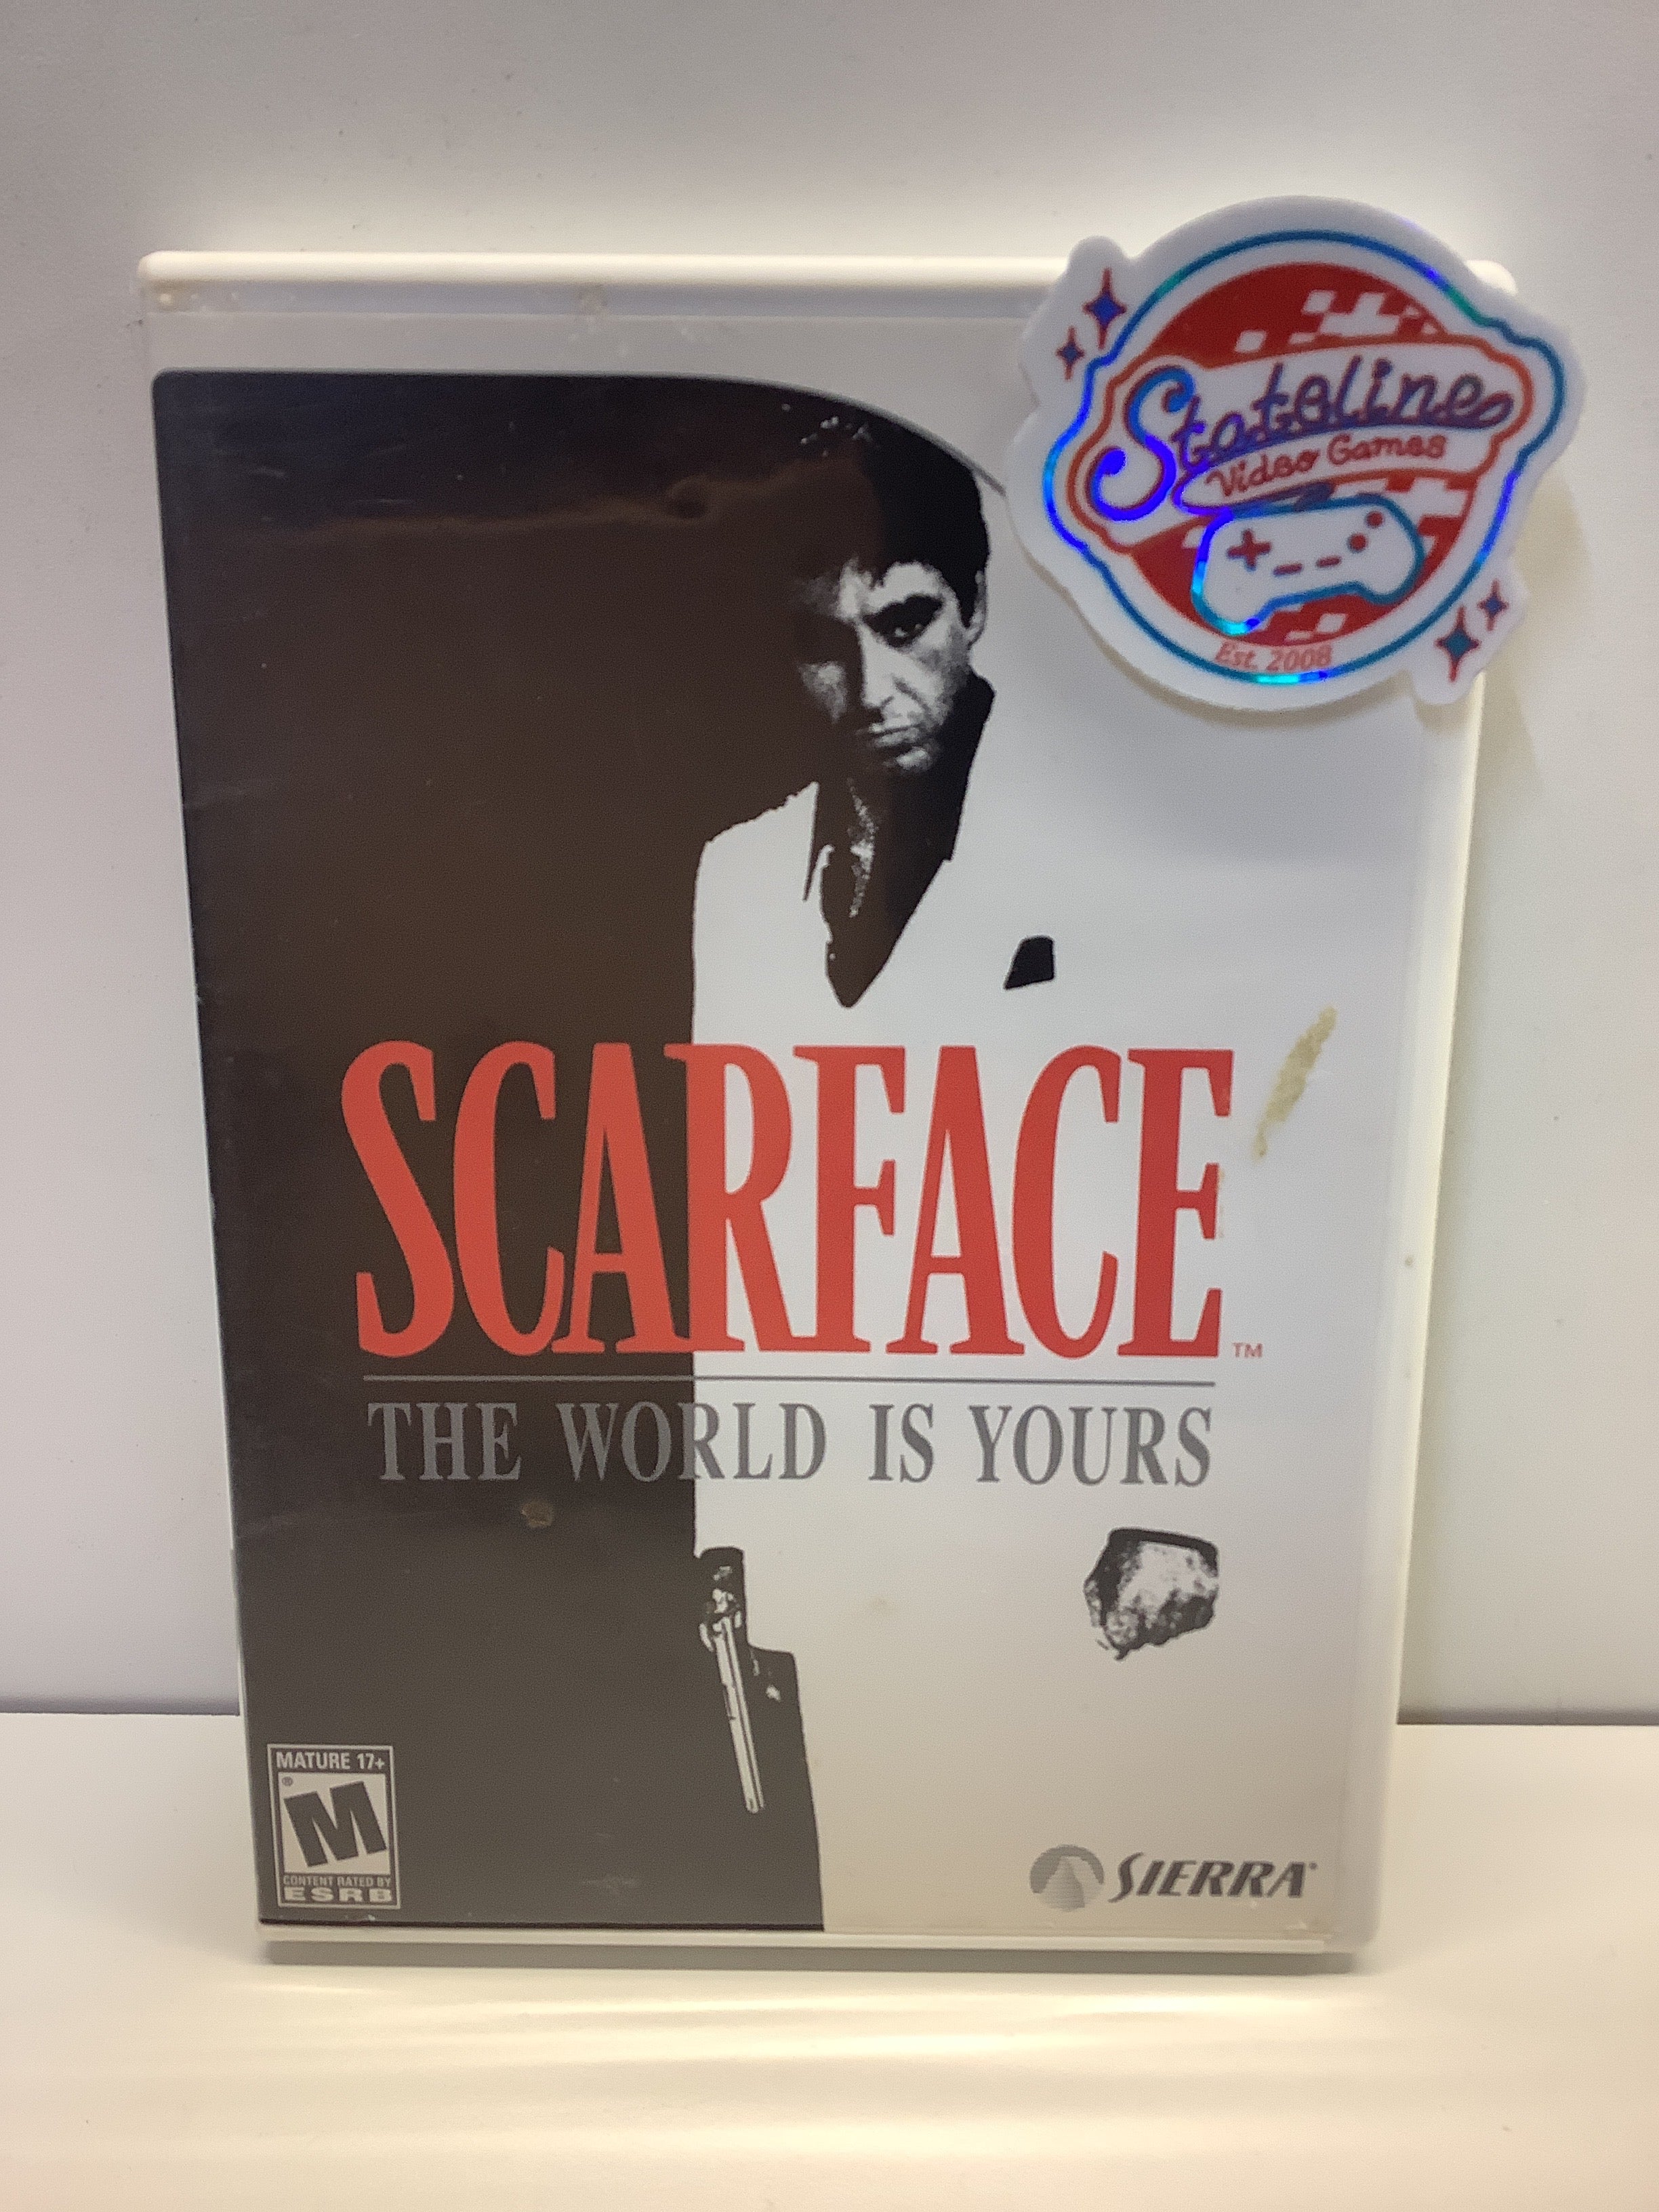 Stateline
Video Games
Est. 2008
SCARFACE™
THE WORLD IS YOURS
MATURE 17+
M®
CONTENT RATED BY
ESRB
SIERRA®